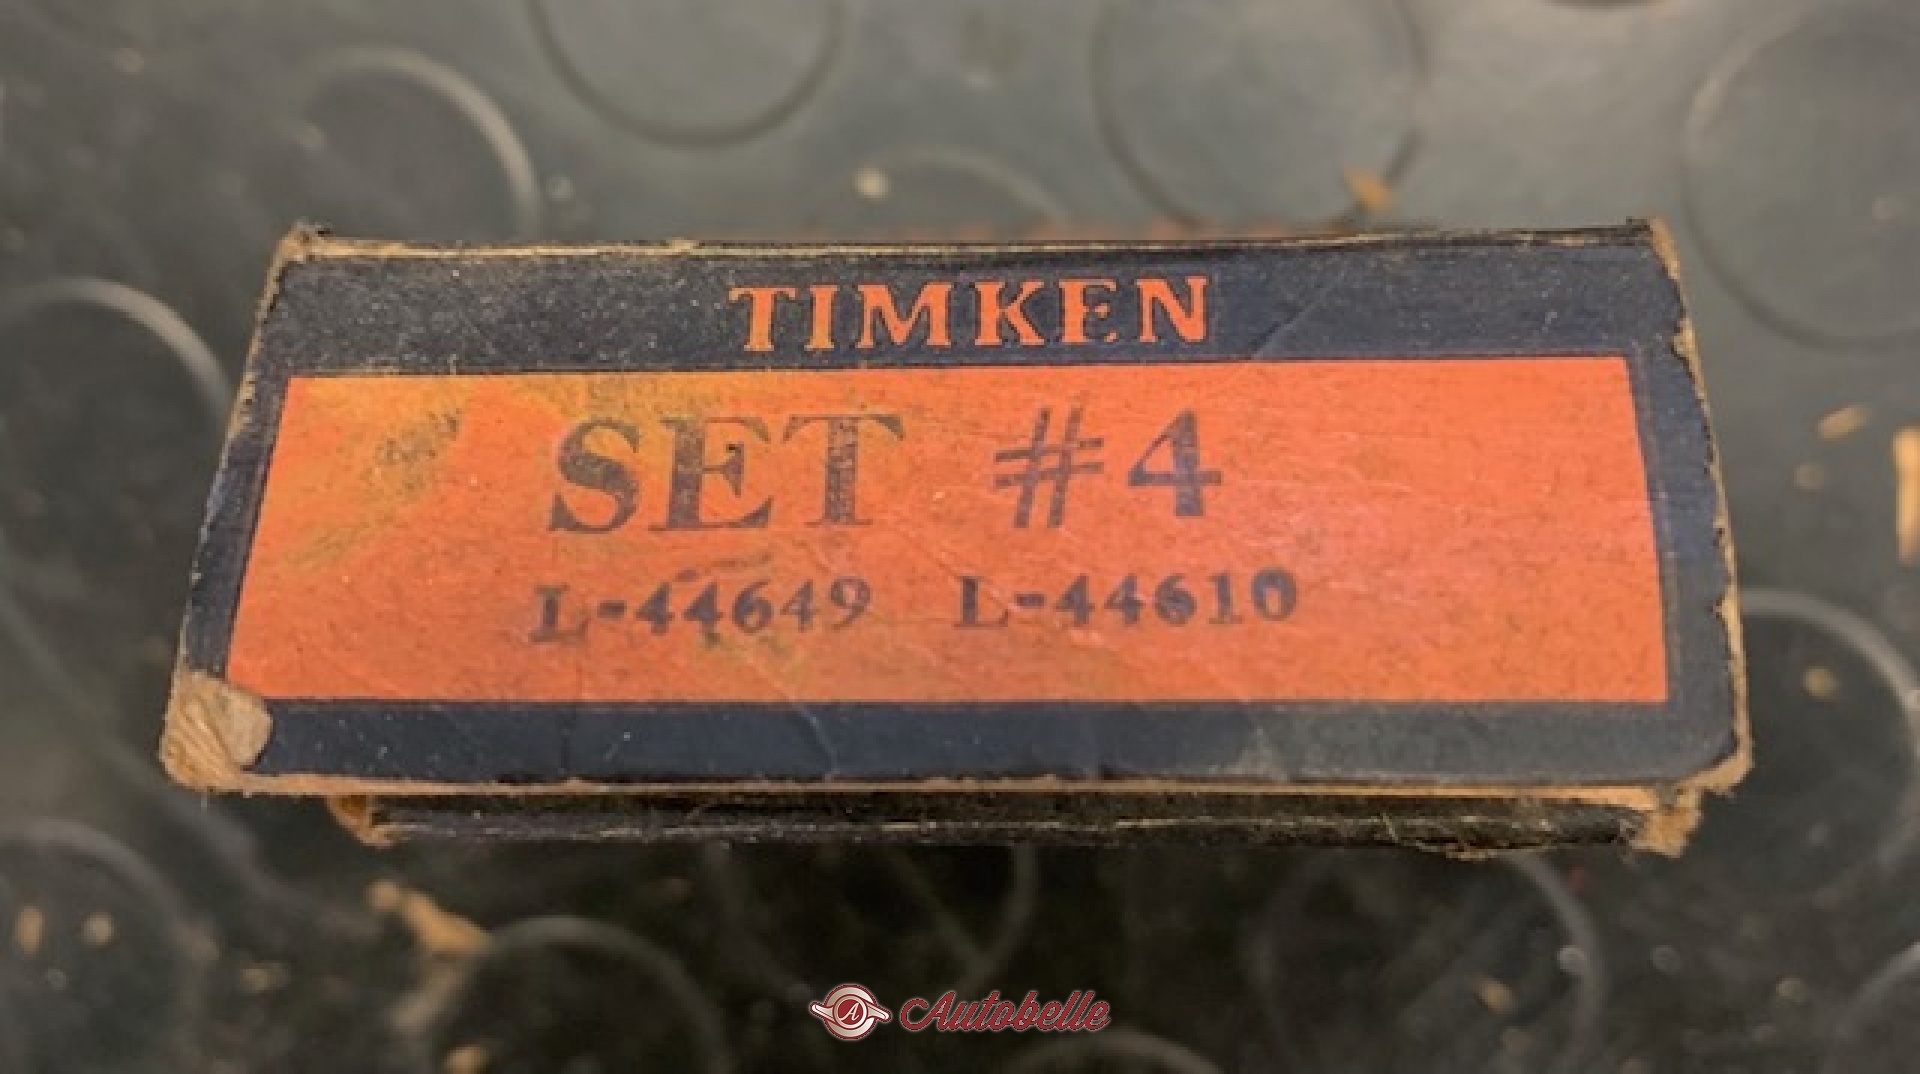 TIMKEN
SET #4
L-44649 L-44610
A Autobelle